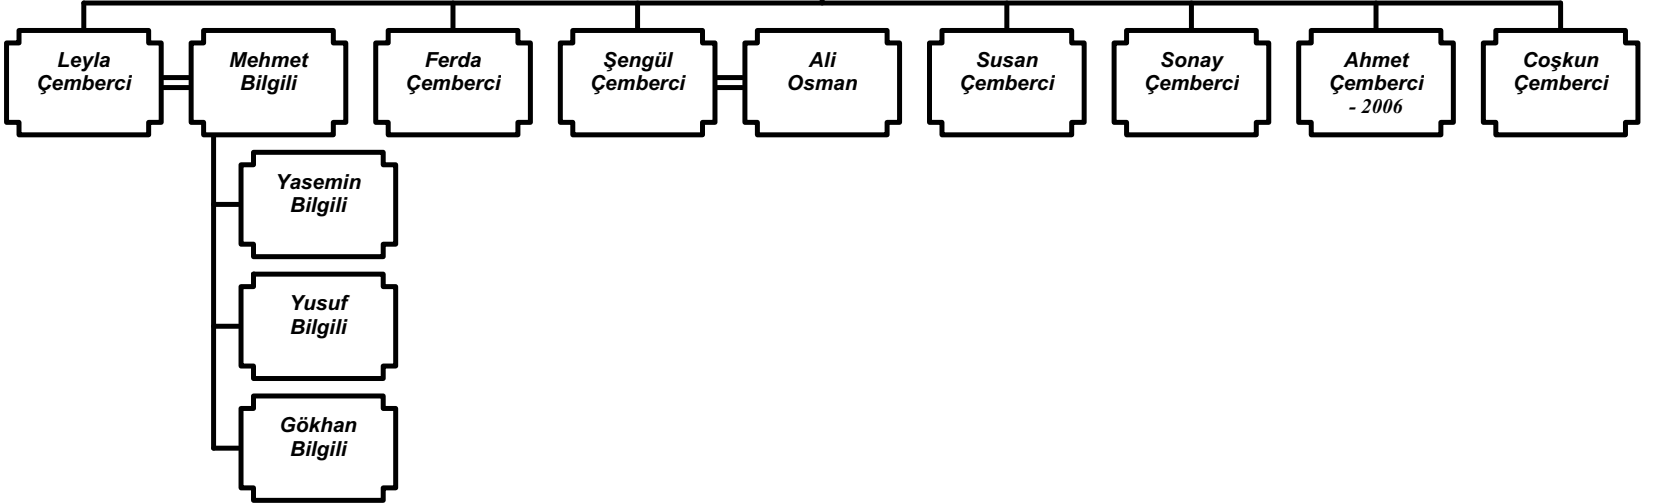 Leyla
Çemberci
Mehmet
Bilgili
Ferda
Çemberci
Şengül
Çemberci
Ali
Osman
Susan
Çemberci
Sonay
Çemberci
Ahmet
Çemberci
- 2006
Coşkun
Çemberci
Yasemin
Bilgili
Yusuf
Bilgili
Gökhan
Bilgili